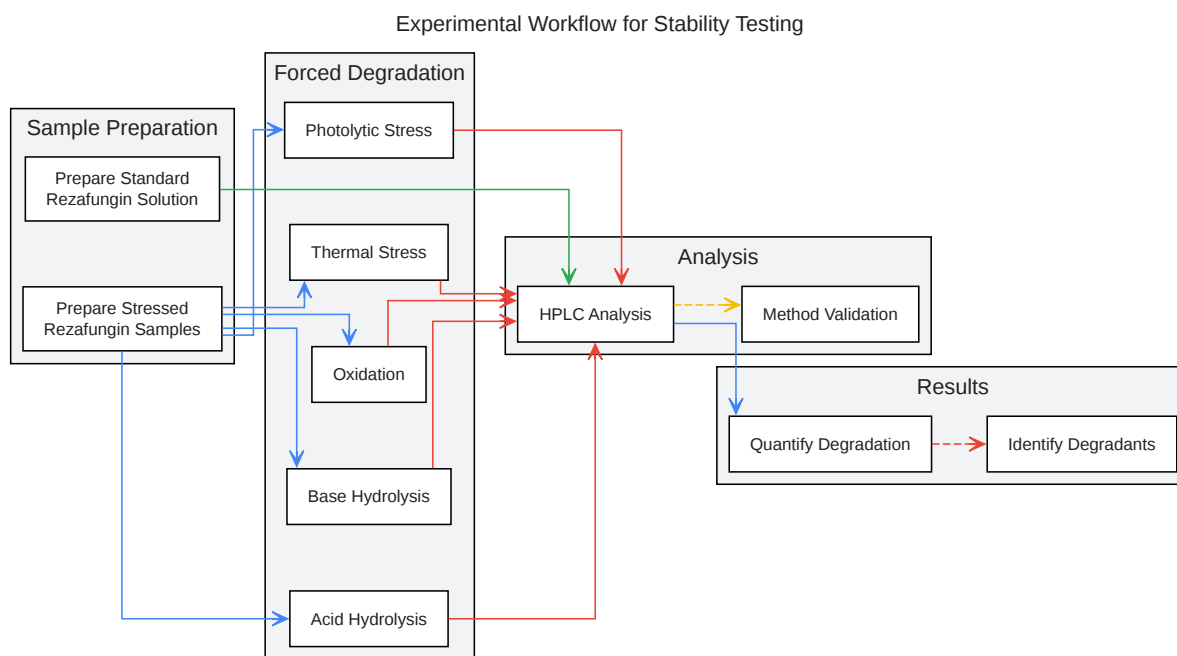 Experimental Workflow for Stability Testing
Sample Preparation
Prepare Standard
Rezafungin Solution
Prepare Stressed
Rezafungin Samples
Forced Degradation
Photolytic Stress
Thermal Stress
Oxidation
Base Hydrolysis
Acid Hydrolysis
Analysis
HPLC Analysis
Method Validation
Results
Quantify Degradation
Identify Degradants